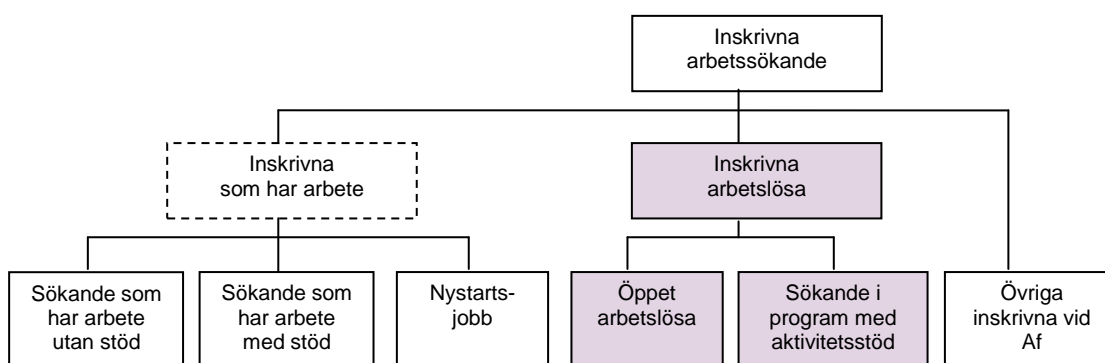 Inskrivna
arbetssökande
Inskrivna
som har arbete
Inskrivna
arbetslösa
Sökande som
har arbete
utan stöd
Sökande som
har arbete
med stöd
Nystarts-
jobb
Öppet
arbetslösa
Sökande i
program med
aktivitetsstöd
Övriga
inskrivna vid
Af